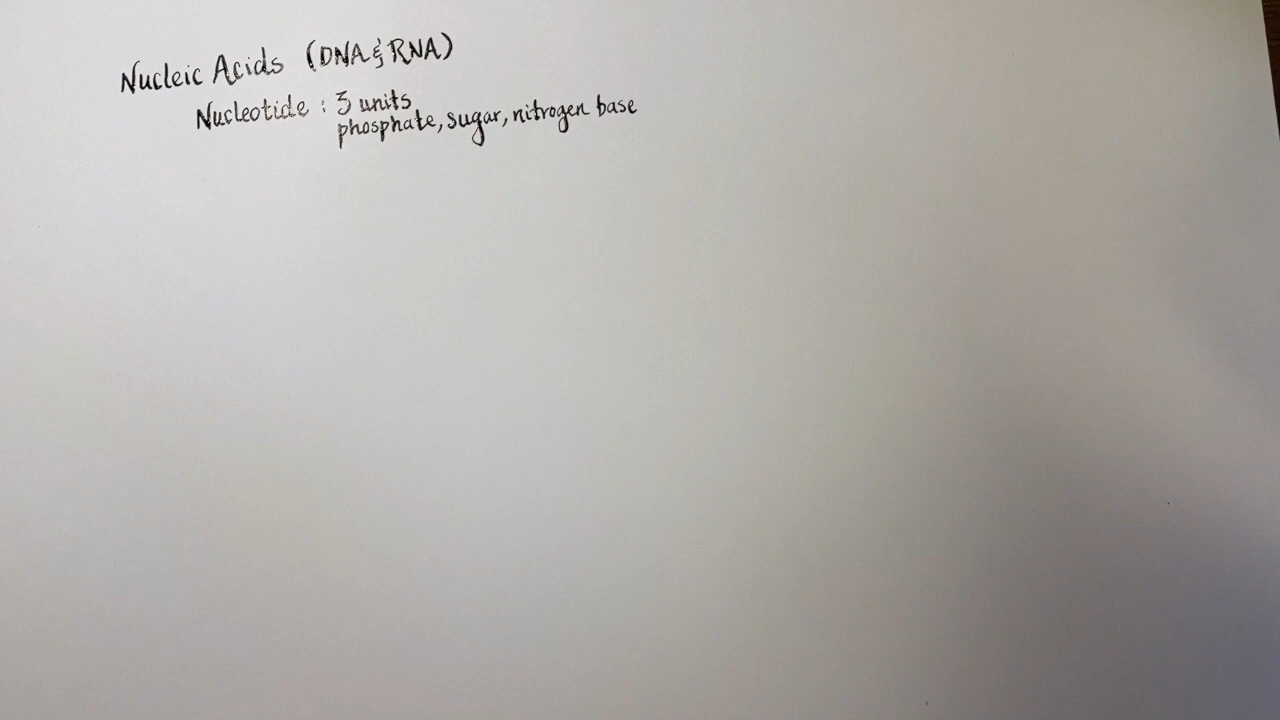 Nucleic Acids (DNA & RNA)
Nucleotide : 3 units
phosphate, sugar, nitrogen base